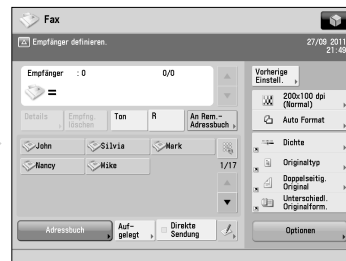 Fax
Empfänger definieren.
27/09 2011
21:49
Empfänger : 0
0/0
=
Details
Empfng.
löschen
Ton
R
An Rem.-
Adressbuch
John
Silvia
Mark
Nancy
Mike
1/17
Adressbuch
Auf-
gelegt
Direkte
Sendung
Vorherige
Einstell.
200x100 dpi
(Normal)
Auto Format
Dichte
Originaltyp
Doppelseitig.
Original
Unterschiedl.
Originalform.
Optionen